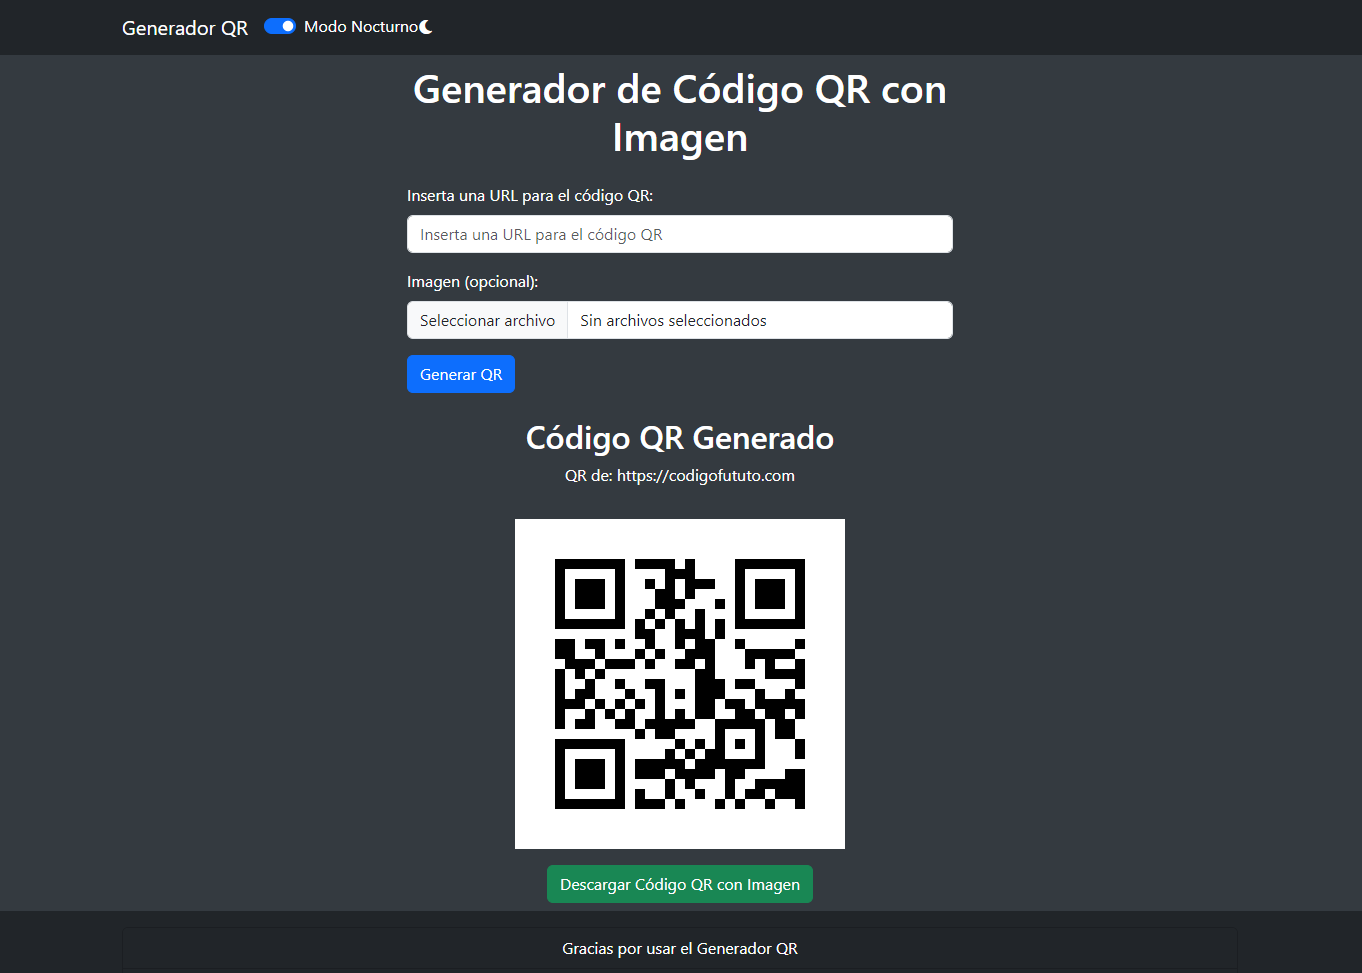 Generador QR
Modo Nocturno
Generador de Código QR con
Imagen
Inserta una URL para el código QR:
Inserta una URL para el código QR
Imagen (opcional):
Seleccionar archivo
Sin archivos seleccionados
Generar QR
Código QR Generado
QR de: https://codigofututo.com
Descargar Código QR con Imagen
Gracias por usar el Generador QR